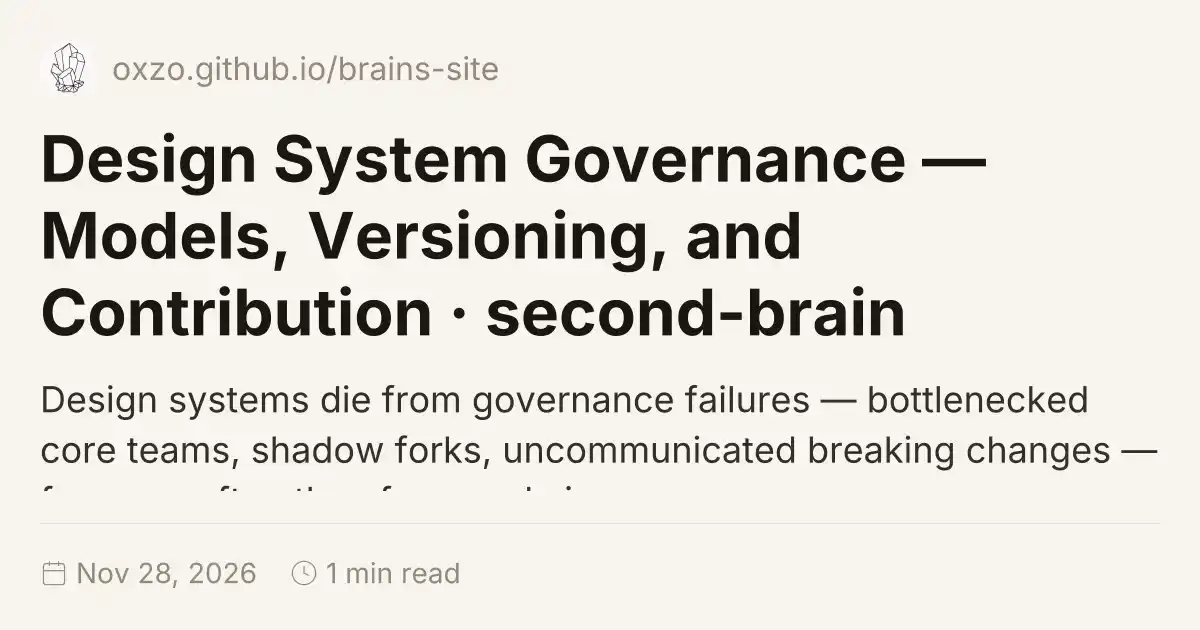 oxzo.github.io/brains-site
Design System Governance —
Models, Versioning, and
Contribution · second-brain
Design systems die from governance failures — bottlenecked
core teams, shadow forks, uncommunicated breaking changes —
Nov 28, 2026 1 min read